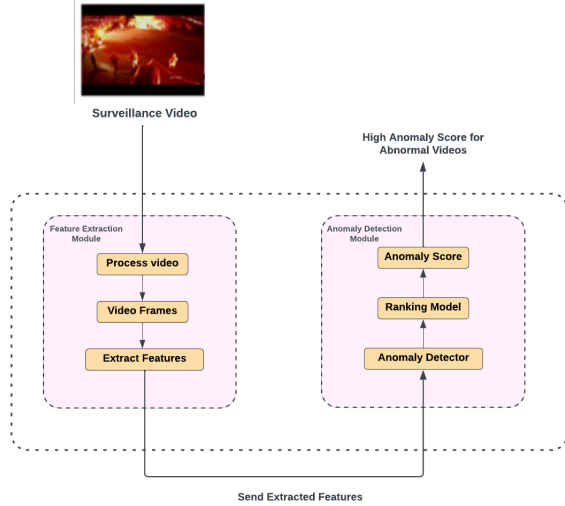 Surveillance Video
High Anomaly Score for
Abnormal Videos
Feature Extraction
Module
Process video
Video Frames
Extract Features
Anomaly Detection
Module
Anomaly Score
Ranking Model
Anomaly Detector
Send Extracted Features